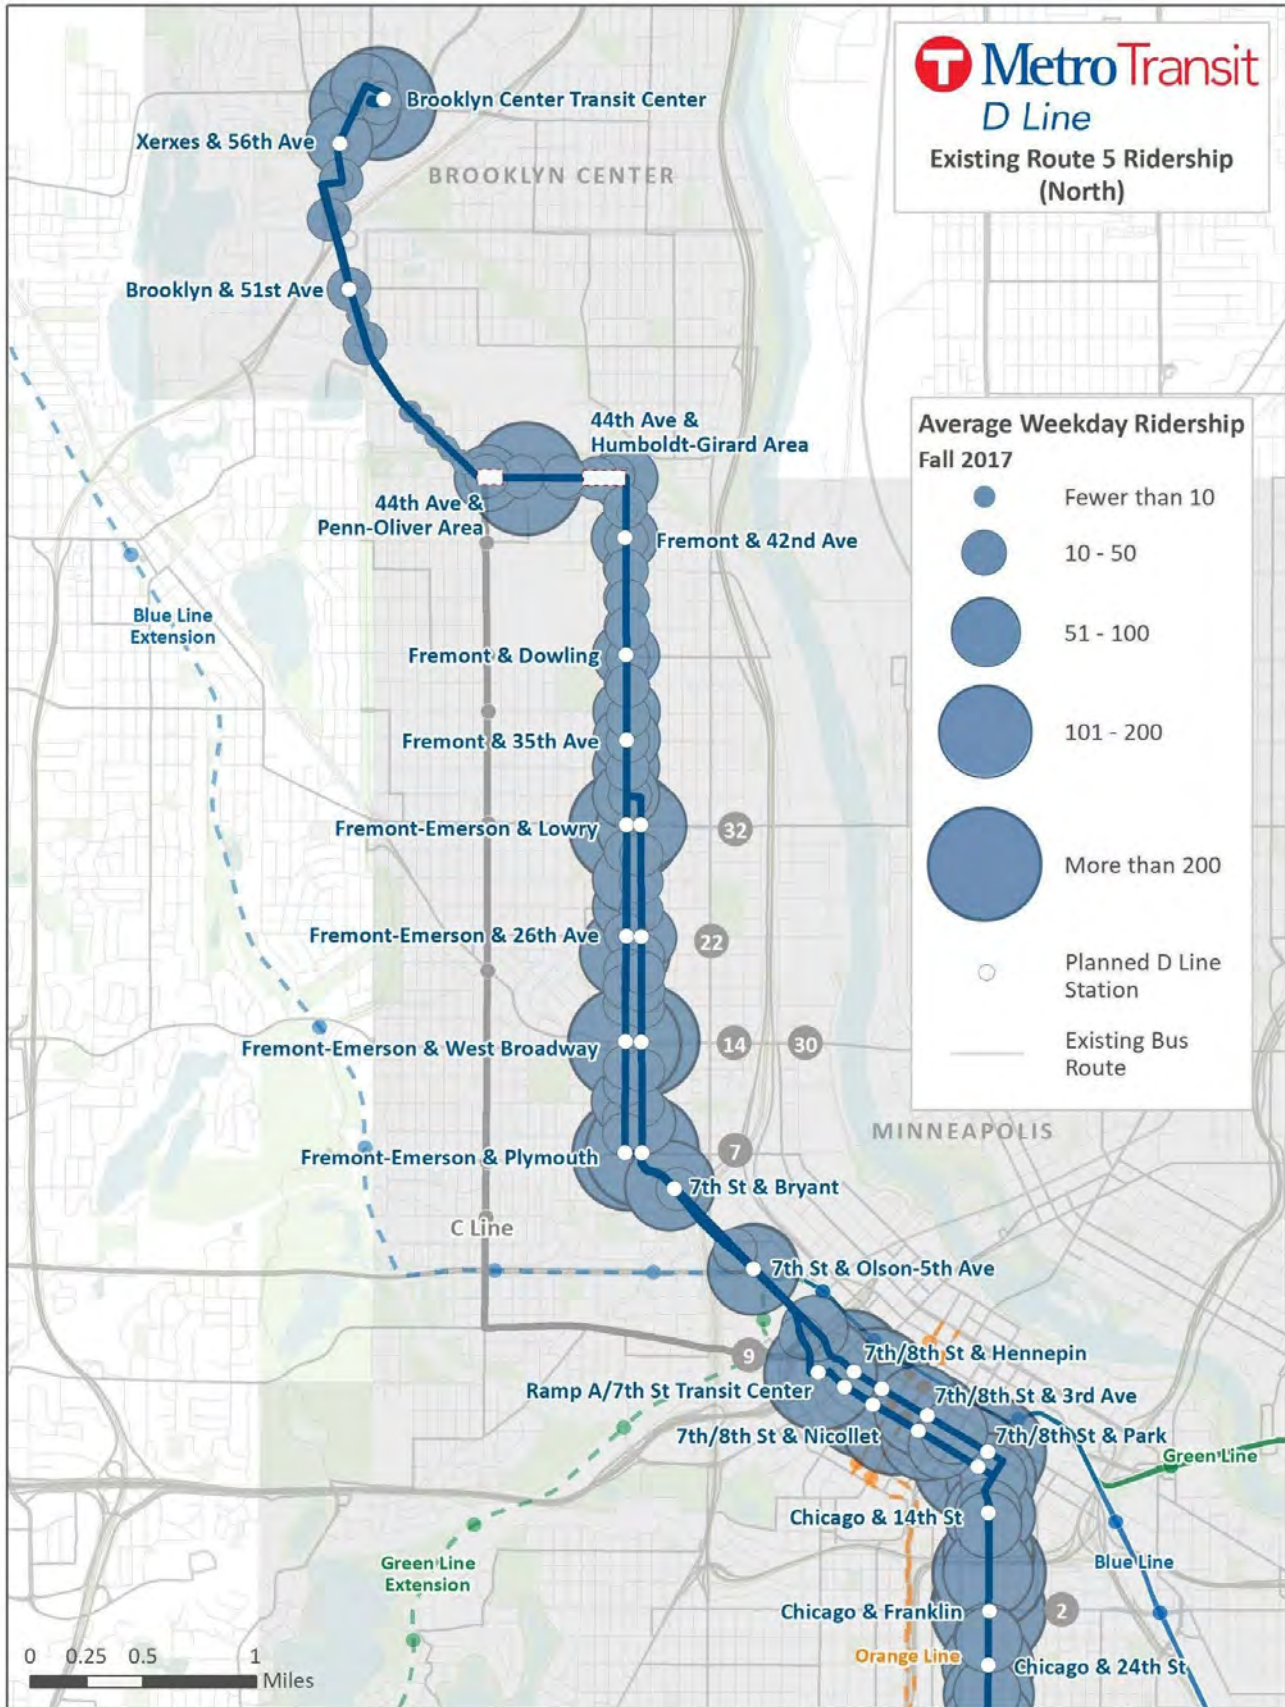 T MetroTransit
D Line
Existing Route 5 Ridership
(North)
Brooklyn Center Transit Center
Xerxes & 56th Ave
BROOKLYN CENTER
Brooklyn & 51st Ave
44th Ave &
Humboldt-Girard Area
44th Ave &
Penn-Oliver Area
Fremont & 42nd Ave
Blue Line
Extension
Fremont & Dowling
Fremont & 35th Ave
Fremont-Emerson & Lowry
32
Fremont-Emerson & 26th Ave
22
Fremont-Emerson & West Broadway
14
30
MINNEAPOLIS
Fremont-Emerson & Plymouth
7
7th St & Bryant
C Line
7th St & Olson-5th Ave
9
7th/8th St & Hennepin
Ramp A/7th St Transit Center
7th/8th St & 3rd Ave
7th/8th St & Nicollet
7th/8th St & Park
Green Line
Chicago & 14th St
Green Line
Extension
Blue Line
Chicago & Franklin
2
Orange Line
Chicago & 24th St
Average Weekday Ridership
Fall 2017
Fewer than 10
10 - 50
51 - 100
101 - 200
More than 200
Planned D Line
Station
Existing Bus
Route
0 0.25 0.5 1
Miles